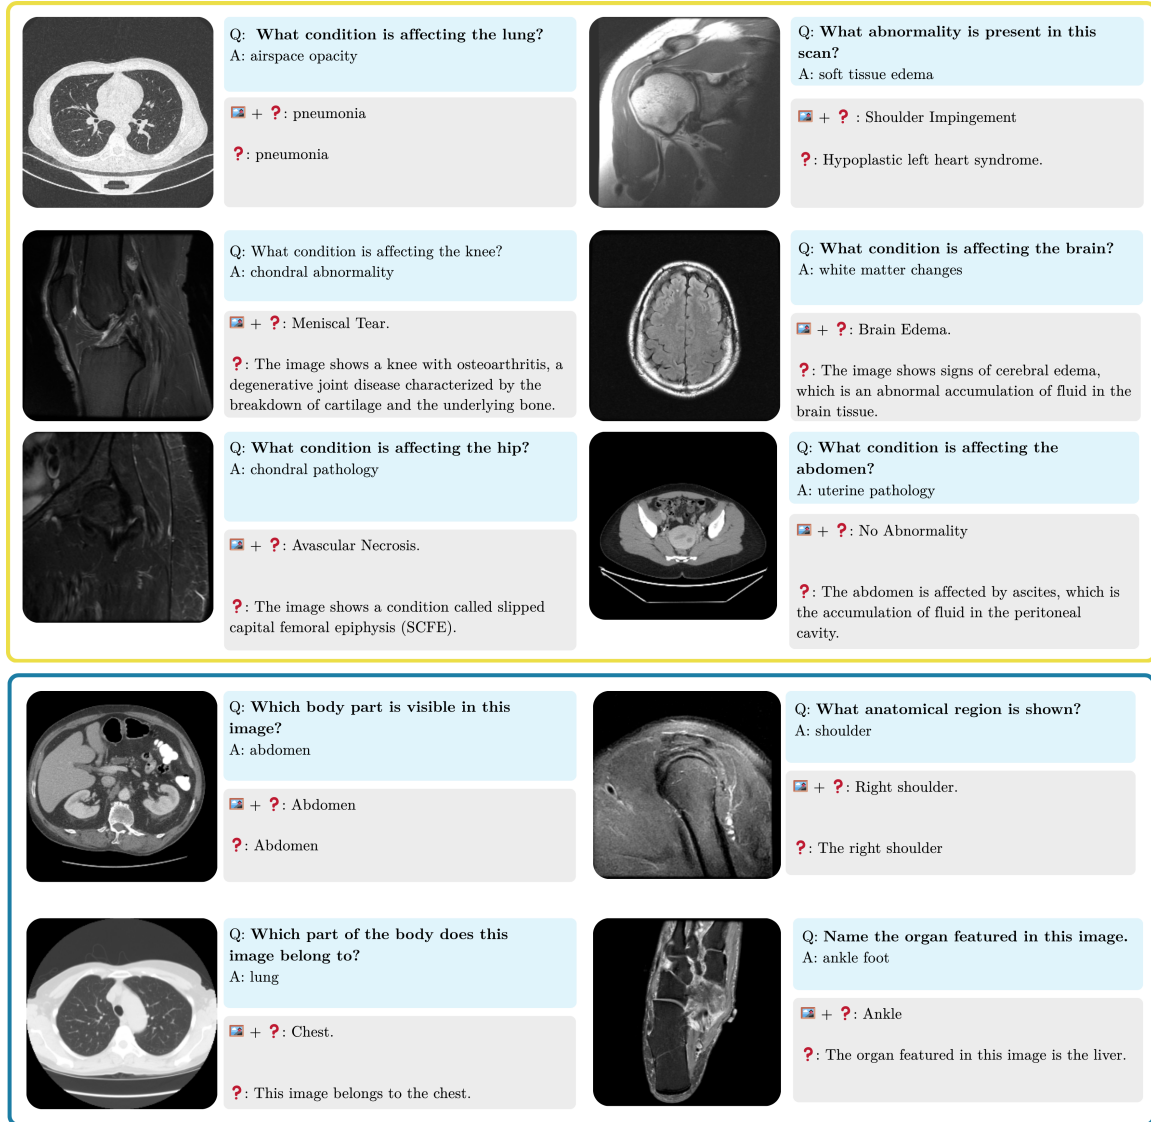 Q: What condition is affecting the lung?
A: airspace opacity
+ ?: pneumonia
?: pneumonia
Q: What abnormality is present in this
scan?
A: soft tissue edema
+ ? : Shoulder Impingement
?: Hypoplastic left heart syndrome.
Q: What condition is affecting the knee?
A: chondral abnormality
+ ?: Meniscal Tear.
?: The image shows a knee with osteoarthritis, a
degenerative joint disease characterized by the
breakdown of cartilage and the underlying bone.
Q: What condition is affecting the brain?
A: white matter changes
+ ?: Brain Edema.
?: The image shows signs of cerebral edema,
which is an abnormal accumulation of fluid in the
brain tissue.
Q: What condition is affecting the hip?
A: chondral pathology
+ ?: Avascular Necrosis.
?: The image shows a condition called slipped
capital femoral epiphysis (SCFE).
Q: What condition is affecting the
abdomen?
A: uterine pathology
+ ?: No Abnormality
?: The abdomen is affected by ascites, which is
the accumulation of fluid in the peritoneal
cavity.
Q: Which body part is visible in this
image?
A: abdomen
+ ?: Abdomen
?: Abdomen
Q: What anatomical region is shown?
A: shoulder
+ ?: Right shoulder.
?: The right shoulder
Q: Which part of the body does this
image belong to?
A: lung
+ ?: Chest.
?: This image belongs to the chest.
Q: Name the organ featured in this image.
A: ankle foot
+ ?: Ankle
?: The organ featured in this image is the liver.